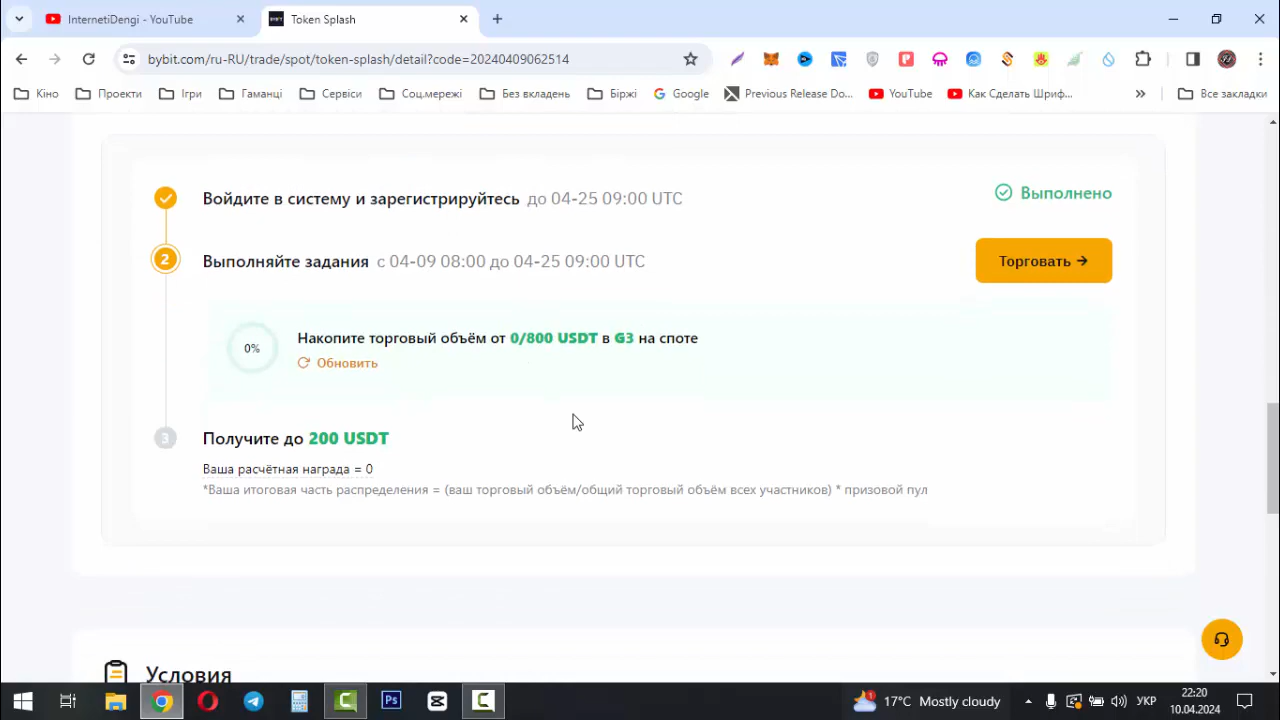 InternetiDengi - YouTube
Token Splash
bybit.com/ru-RU/trade/spot/token-splash/detail?code=20240409062514
Кіно
Проекти
Ігри
Гаманці
Сервіси
Соц.мережі
Без вкладень
Біржі
Google
Previous Release Do...
YouTube
Как Сделать Шриф...
»
Все закладки
Войдите в систему и зарегистрируйтесь до 04-25 09:00 UTC
Выполнено
2
Выполняйте задания с 04-09 08:00 до 04-25 09:00 UTC
Торговать →
0%
Накопите торговый объём от 0/800 USDT в G3 на споте
Обновить
3
Получите до 200 USDT
Ваша расчётная награда = 0
*Ваша итоговая часть распределения = (ваш торговый объём/общий торговый объём всех участников) * призовой пул
Условия
Ps
1
17°C Mostly cloudy
УКР
22:20
10.04.2024